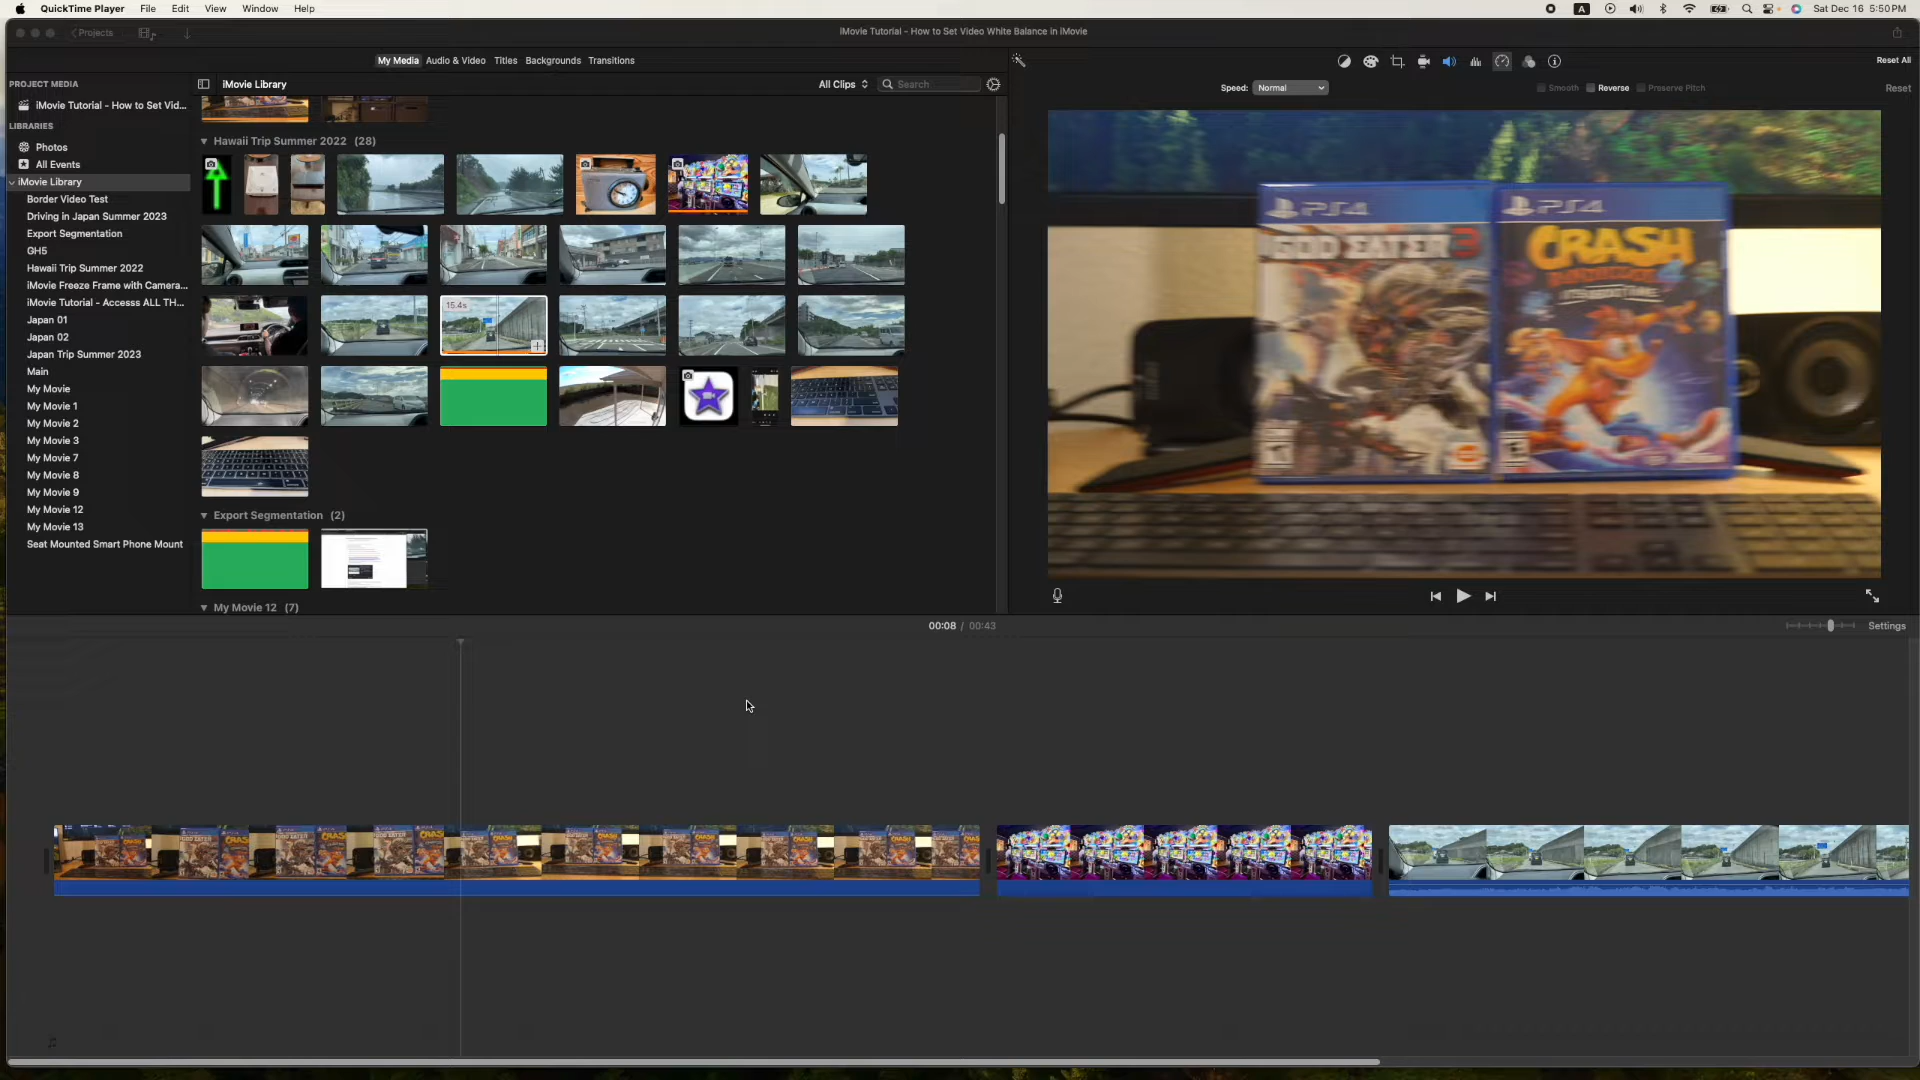 QuickTime Player File Edit View Window Help
A Sat Dec 16 5:50 PM
Projects
iMovie Tutorial - How to Set Video White Balance in iMovie
My Media Audio & Video Titles Backgrounds Transitions
Reset All
PROJECT MEDIA
iMovie Library
All Clips
Search
Speed: Normal
Smooth
Reverse
Preserve Pitch
Reset
iMovie Tutorial - How to Set Vid...
LIBRARIES
Photos
All Events
iMovie Library
Border Video Test
Driving in Japan Summer 2023
Export Segmentation
GH5
Hawaii Trip Summer 2022
iMovie Freeze Frame with Camera...
iMovie Tutorial - Accesss ALL TH...
Japan 01
Japan 02
Japan Trip Summer 2023
Main
My Movie
My Movie 1
My Movie 2
My Movie 3
My Movie 7
My Movie 8
My Movie 9
My Movie 12
My Movie 13
Seat Mounted Smart Phone Mount
Hawaii Trip Summer 2022 (28)
15.4s
Export Segmentation (2)
My Movie 12 (7)
PS4 PS4
GOD EATER 3
CRASH
00:08 / 00:43
Settings